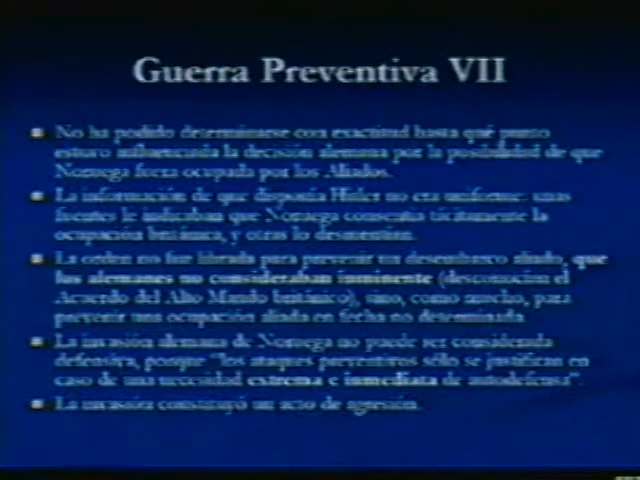 Guerra Preventiva VII
No ha podido determinarse con exactitud hasta qué punto
estuvo influenciada la decisión alemana por la posibilidad de que
Noruega fuera ocupada por los Aliados.
La información de que disponía Hitler no era uniforme: unas
fuentes le indicaban que Noruega consentía tácitamente la
ocupación británica, y otras lo desmentían.
La orden no fue librada para prevenir un desembarco aliado, que
los alemanes no consideraban inminente (desconocían el
Acuerdo del Alto Mando británico), sino, como mucho, para
prevenir una ocupación aliada en fecha no determinada.
La invasión alemana de Noruega no puede ser considerada
defensiva, porque "los ataques preventivos sólo se justifican en
caso de una necesidad extrema e inmediata de autodefensa".
La invasión constituyó un acto de agresión.